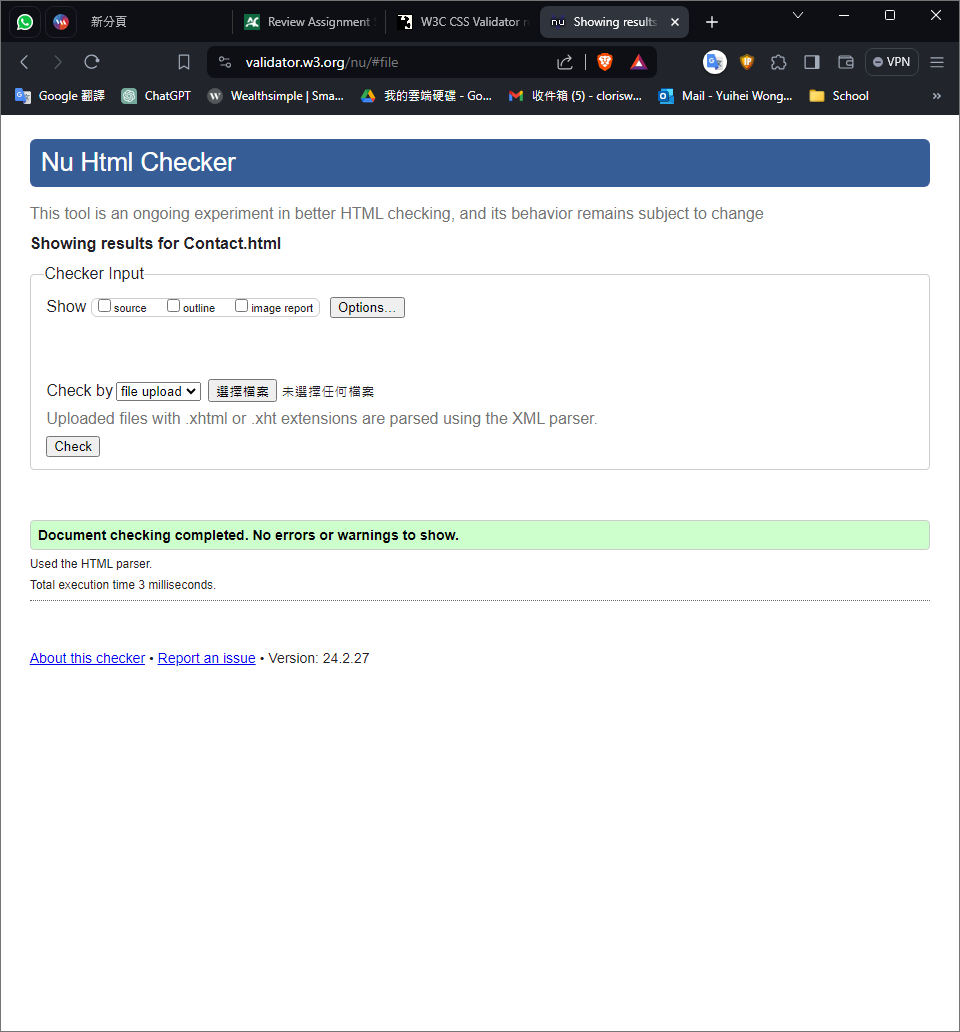 新分頁
Review Assignment
W3C CSS Validator
nu Showing results
validator.w3.org/nu/#file
VPN
Google 翻譯
ChatGPT
Wealthsimple | Sma...
我的雲端硬碟 - Go...
收件箱 (5) - clorisw...
Mail - Yuihei Wong...
School
Nu Html Checker
This tool is an ongoing experiment in better HTML checking, and its behavior remains subject to change
Showing results for Contact.html
Checker Input
Show source outline image report Options...
Check by file upload 選擇檔案 未選擇任何檔案
Uploaded files with .xhtml or .xht extensions are parsed using the XML parser.
Check
Document checking completed. No errors or warnings to show.
Used the HTML parser.
Total execution time 3 milliseconds.
About this checker • Report an issue • Version: 24.2.27